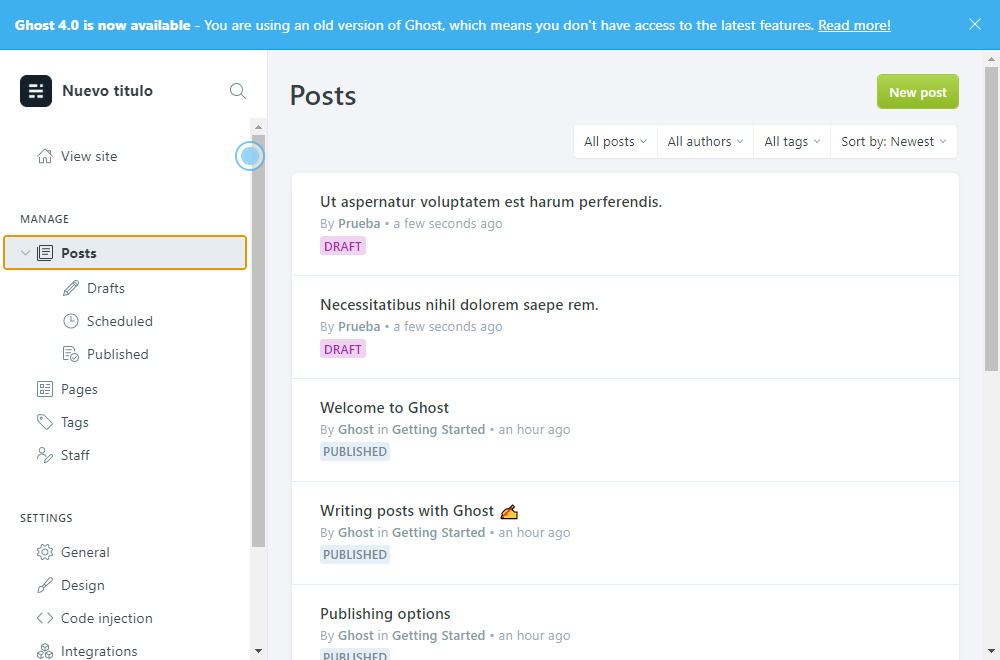 Ghost 4.0 is now available - You are using an old version of Ghost, which means you don't have access to the latest features. Read more!
Nuevo titulo
View site
MANAGE
Posts
Drafts
Scheduled
Published
Pages
Tags
Staff
SETTINGS
General
Design
Code injection
Integrations
Posts
New post
All posts All authors All tags Sort by: Newest
Ut aspernatur voluptatem est harum perferendis.
By Prueba • a few seconds ago
DRAFT
Necessitatibus nihil dolorem saepe rem.
By Prueba • a few seconds ago
DRAFT
Welcome to Ghost
By Ghost in Getting Started • an hour ago
PUBLISHED
Writing posts with Ghost ✍️
By Ghost in Getting Started • an hour ago
PUBLISHED
Publishing options
By Ghost in Getting Started • an hour ago
PUBLISHED